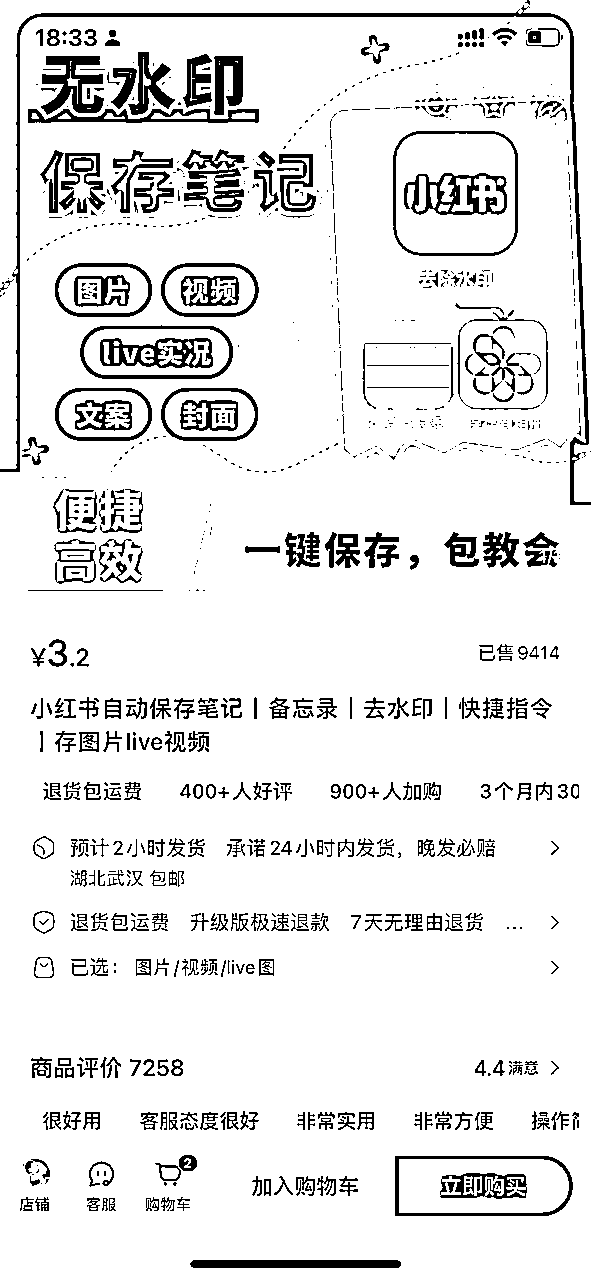 18:33
无水印
保存笔记
小红书
去除水印
图片 视频
live实况
文案 封面
便捷
高效
一键保存，包教会
¥3.2
已售9414
小红书自动保存笔记｜备忘录｜去水印｜快捷指令
｜存图片live视频
退货包运费 400+人好评 900+人加购 3个月内30
预计2小时发货 承诺24小时内发货，晚发必赔
湖北武汉 包邮
退货包运费 升级版极速退款 7天无理由退货 ...
已选： 图片/视频/live图
商品评价 7258
4.4满意
很好用 客服态度很好 非常实用 非常方便 操作简
店铺 客服 购物车 2
加入购物车
立即购买